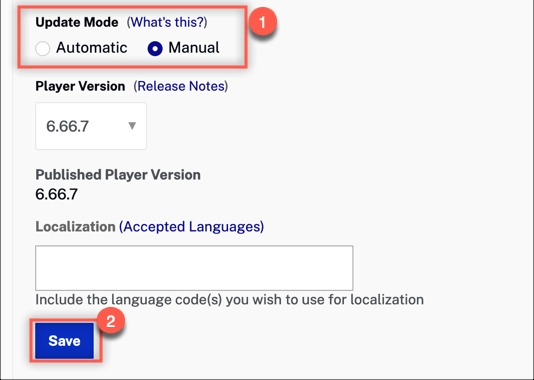 Update Mode (What's this?)
1
Automatic Manual
Player Version (Release Notes)
6.66.7
Published Player Version
6.66.7
Localization (Accepted Languages)
Include the language code(s) you wish to use for localization
2
Save